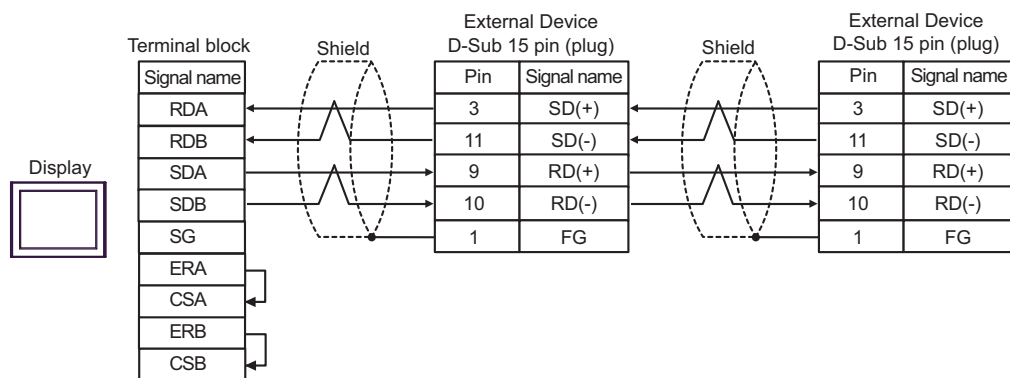 Display
Terminal block
Signal name
RDA
RDB
SDA
SDB
SG
ERA
CSA
ERB
CSB
Shield
External Device
D-Sub 15 pin (plug)
Pin Signal name
3 SD(+)
11 SD(-)
9 RD(+)
10 RD(-)
1 FG
Shield
External Device
D-Sub 15 pin (plug)
Pin Signal name
3 SD(+)
11 SD(-)
9 RD(+)
10 RD(-)
1 FG